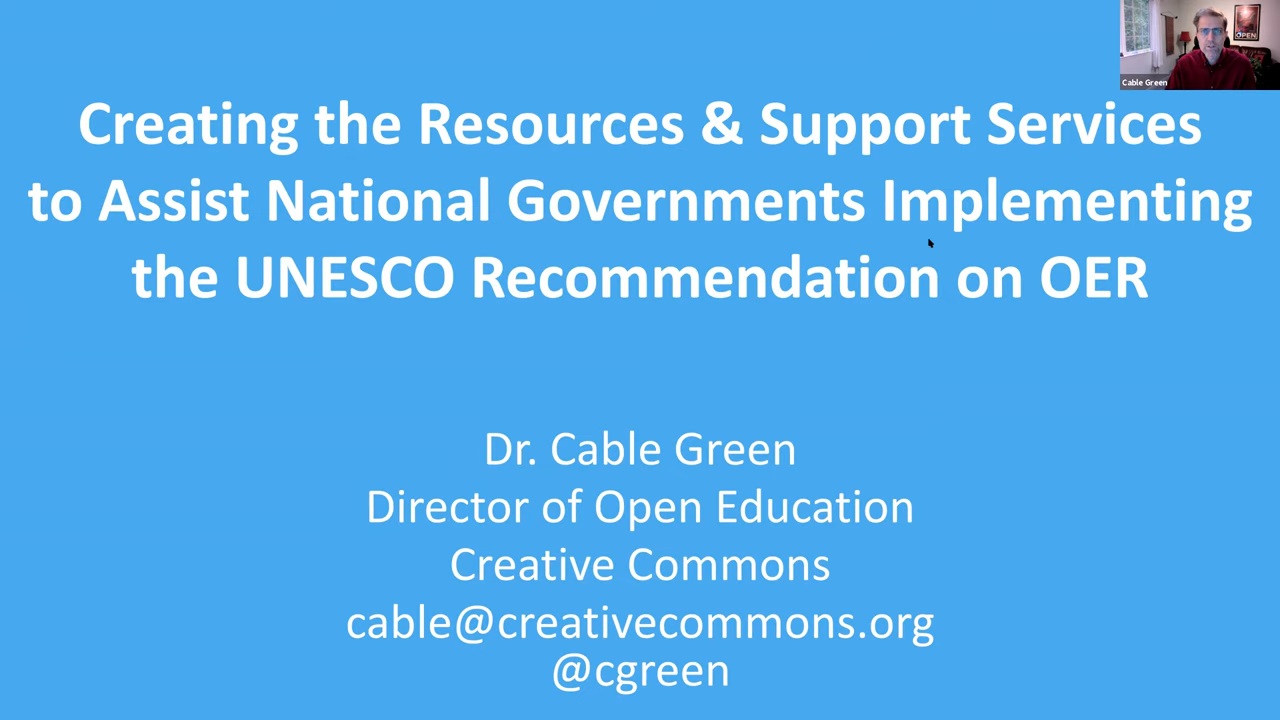 OPEN
Cable Green
Creating the Resources & Support Services
to Assist National Governments Implementing
the UNESCO Recommendation on OER
Dr. Cable Green
Director of Open Education
Creative Commons
cable@creativecommons.org
@cgreen